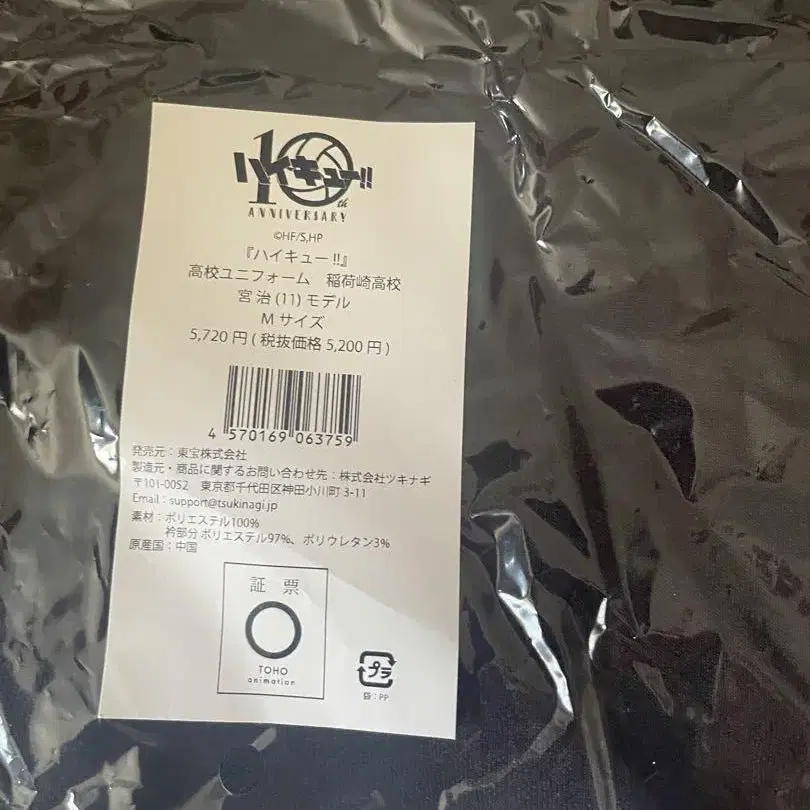 10th
ハイキュー!!
ANNIVERSARY
©HF/S,HP
『ハイキュー!!』
高校ユニフォーム 稲荷崎高校
宮 治 (11) モデル
M サイズ
5,720 円 ( 税抜価格 5,200 円 )
4 570169 063759
発売元：東宝株式会社
製造元・商品に関するお問い合わせ先：株式会社ツキナギ
〒101-0052 東京都千代田区神田小川町 3-11
Email：support@tsukinagi.jp
素材：ポリエステル100%
衿部分 ポリエステル97%、ポリウレタン3%
原産国：中国
証 票
TOHO
animation
プラ
袋：PP